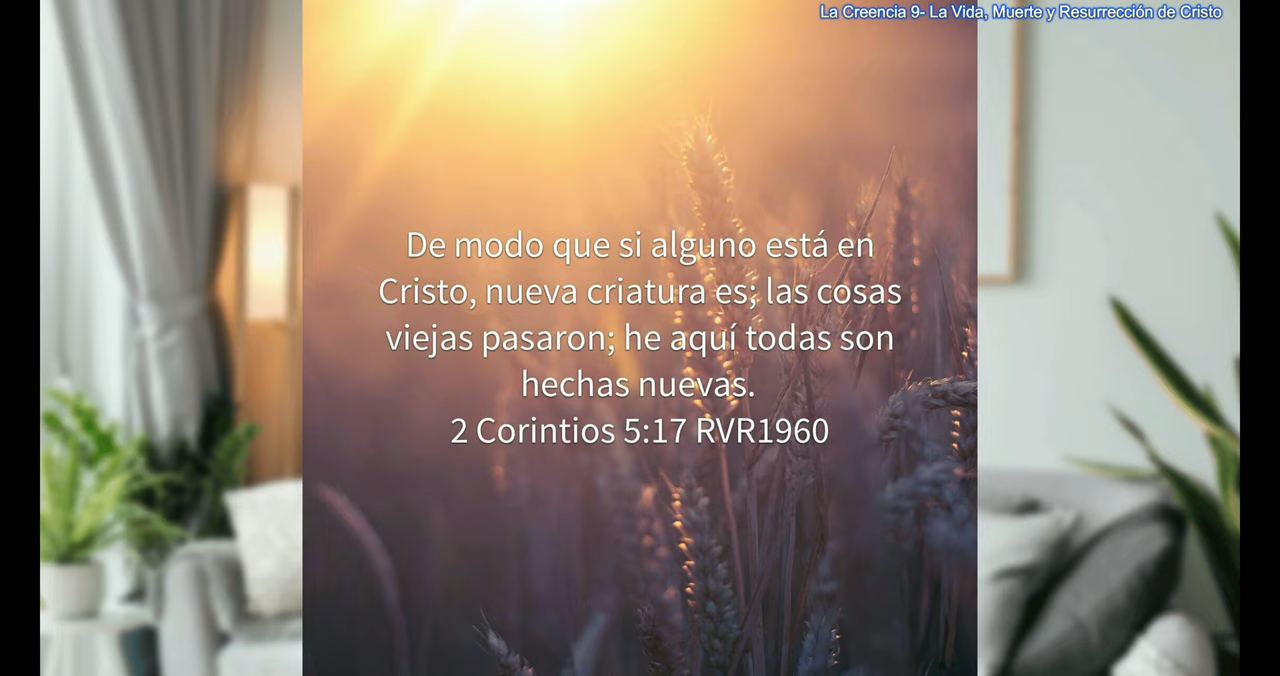 La Creencia 9- La Vida, Muerte y Resurrección de Cristo
De modo que si alguno está en
Cristo, nueva criatura es; las cosas
viejas pasaron; he aquí todas son
hechas nuevas.
2 Corintios 5:17 RVR1960